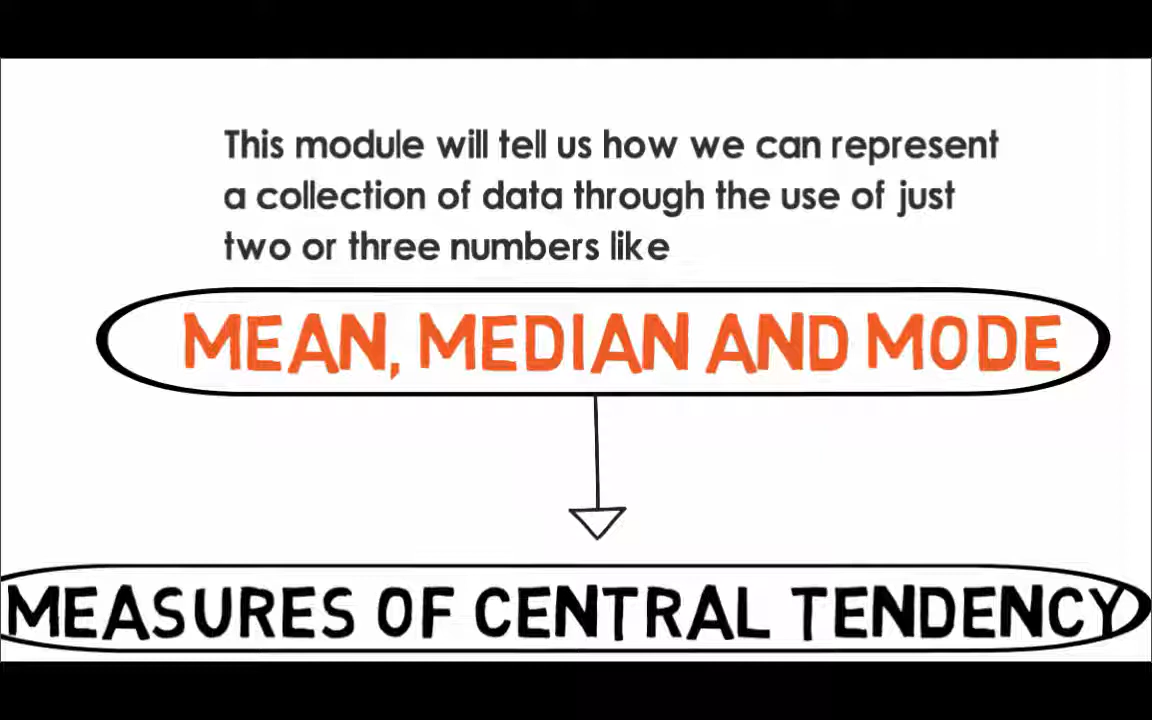 This module will tell us how we can represent
a collection of data through the use of just
two or three numbers like
MEAN, MEDIAN AND MODE
MEASURES OF CENTRAL TENDENCY